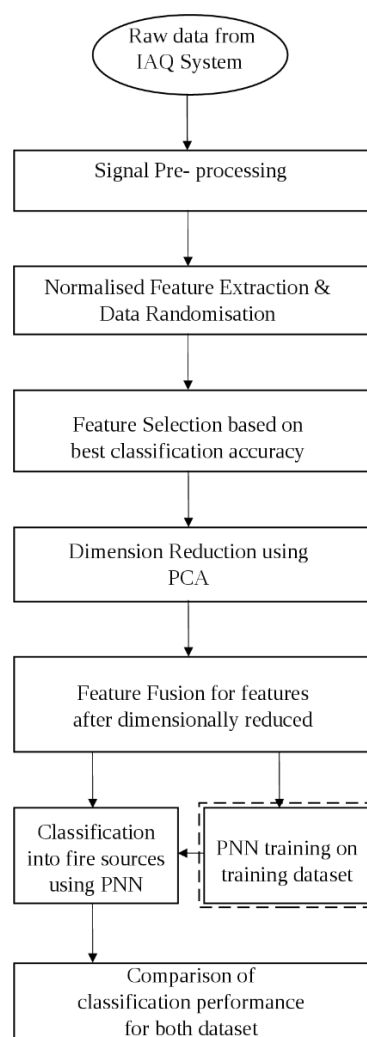 Raw data from
IAQ System
Signal Pre- processing
Normalised Feature Extraction &
Data Randomisation
Feature Selection based on
best classification accuracy
Dimension Reduction using
PCA
Feature Fusion for features
after dimensionally reduced
Classification
into fire sources
using PNN
PNN training on
training dataset
Comparison of
classification performance
for both dataset